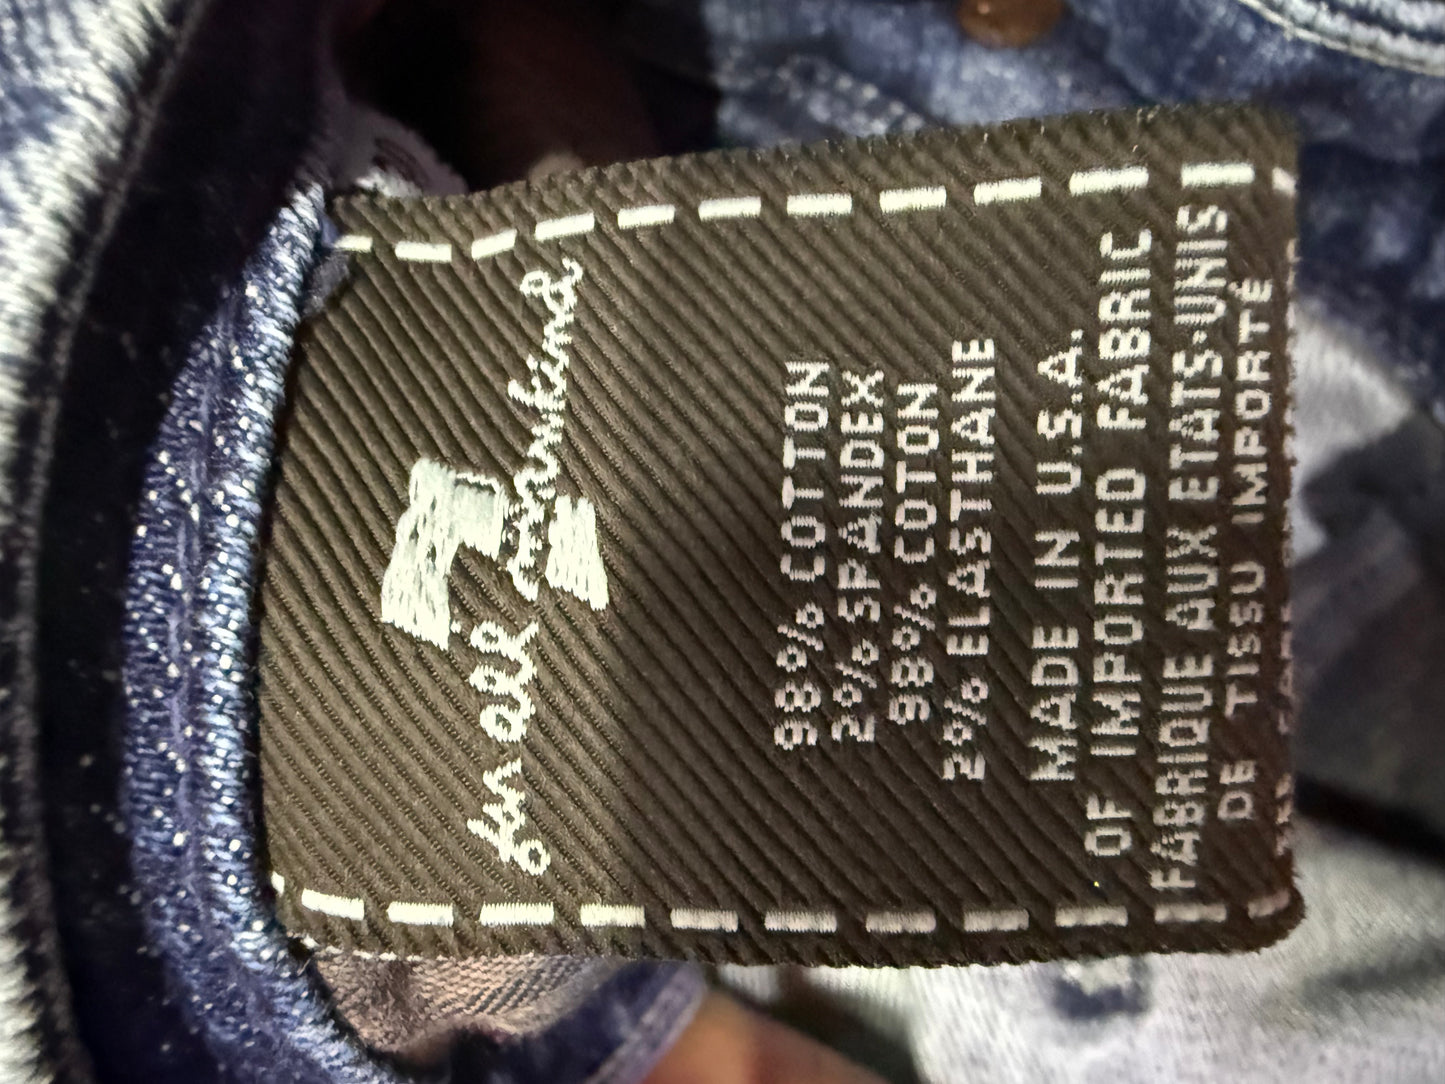 7
for all mankind
98% COTTON
2% SPANDEX
98% COTON
2% ELASTHANE
MADE IN U.S.A.
OF IMPORTED FABRIC
FABRIQUE AUX ETATS-UNIS
DE TISSU IMPORTÉ